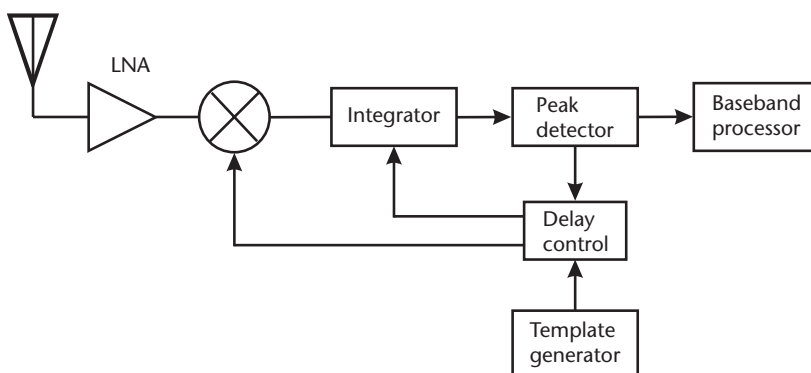 LNA
Integrator
Peak
detector
Baseband
processor
Delay
control
Template
generator